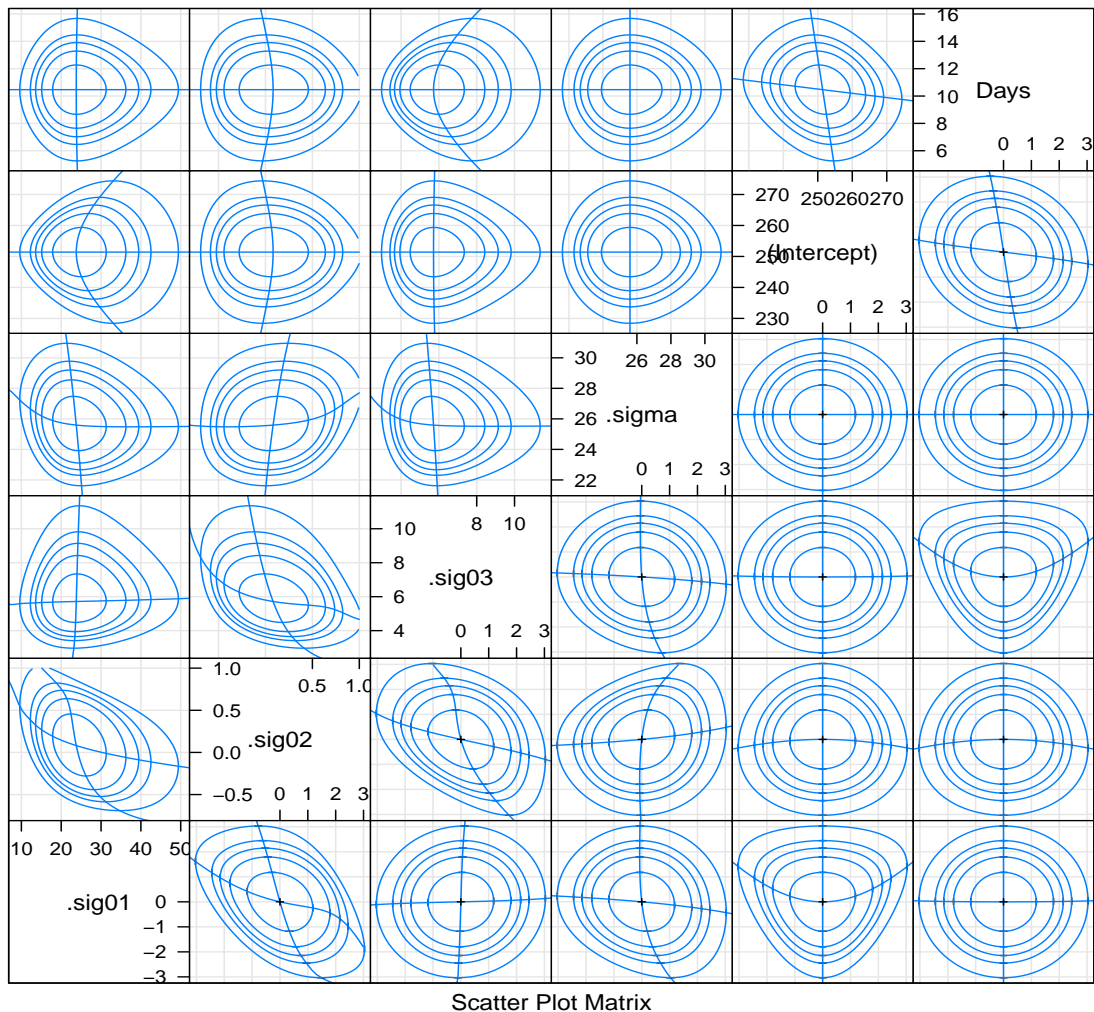 16
14
12
10 Days
8
6
0 1 2 3
270 250 260 270
260
250 (Intercept)
240
230
0 1 2 3
30 26 28 30
28
26 .sigma
24
22
0 1 2 3
8 10
10
8
.sig03
6
4
0 1 2 3
1.0
0.5 1.0
0.5
.sig02
0.0
−0.5 0 1 2 3
10 20 30 40 50
.sig01 0
−1
−2
−3
Scatter Plot Matrix